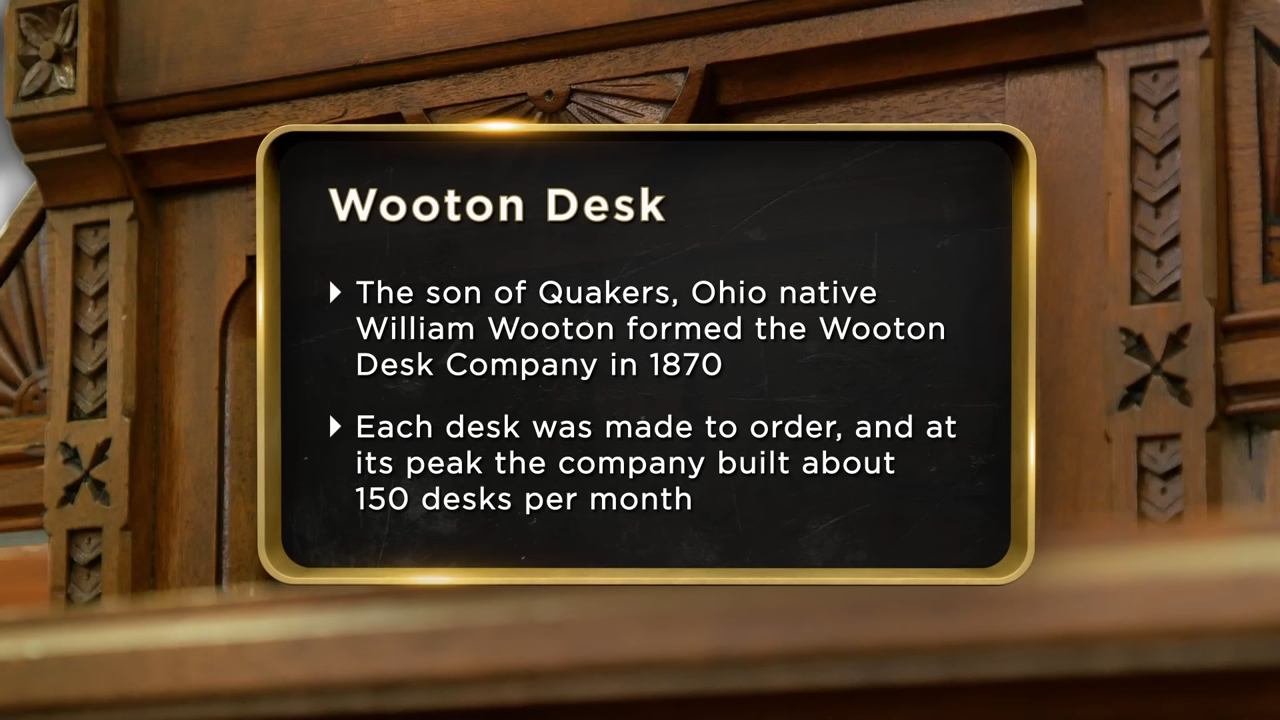 Wooton Desk
The son of Quakers, Ohio native
William Wooton formed the Wooton
Desk Company in 1870
Each desk was made to order, and at
its peak the company built about
150 desks per month